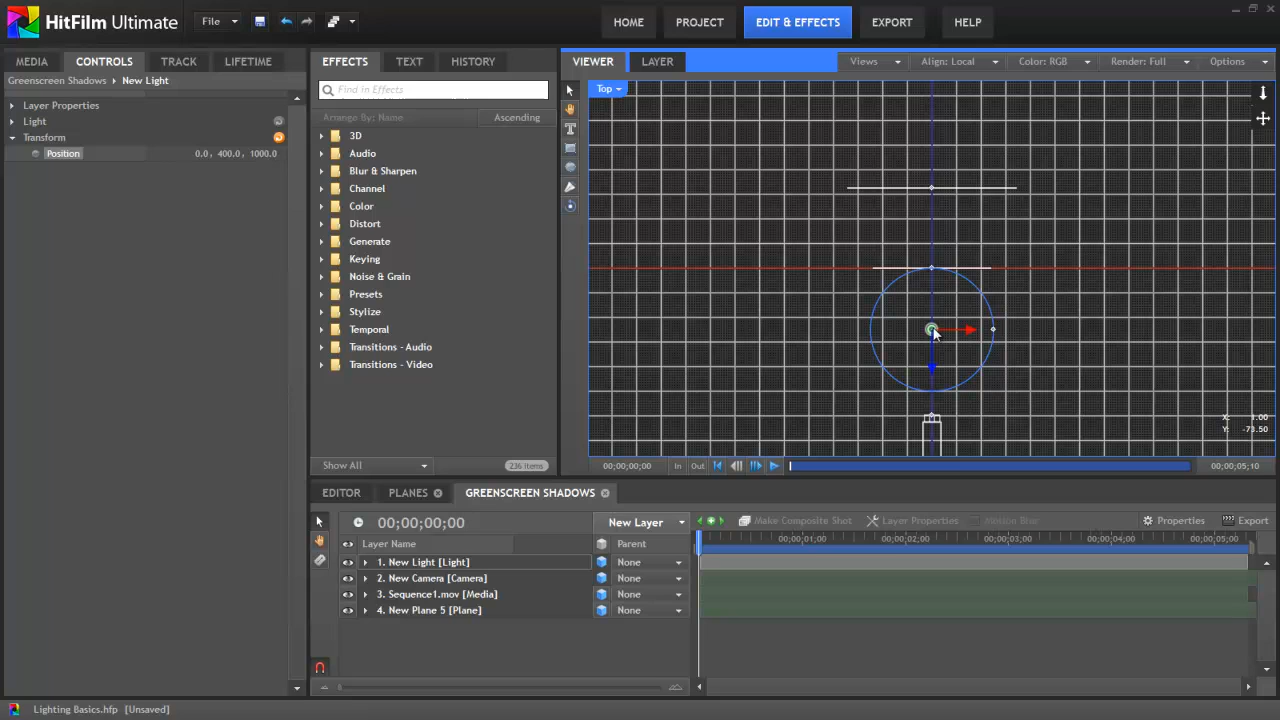 HitFilm Ultimate File HOME PROJECT EDIT & EFFECTS EXPORT HELP
MEDIA CONTROLS TRACK LIFETIME
Greenscreen Shadows New Light
Layer Properties
Light
Transform
Position 0.0, 400.0, 1000.0
EFFECTS TEXT HISTORY
Find in Effects
Arrange By: Name Ascending
3D
Audio
Blur & Sharpen
Channel
Color
Distort
Generate
Keying
Noise & Grain
Presets
Stylize
Temporal
Transitions - Audio
Transitions - Video
Show All 236 items
VIEWER LAYER Views Align: Local Color: RGB Render: Full Options
Top
X: 1.00
Y: -73.50
00;00;00;00 In Out 00;00;05;10
EDITOR PLANES GREENSCREEN SHADOWS
00;00;00;00 New Layer Make Composite Shot Layer Properties Motion Blur Properties Export
Layer Name Parent 00;00;01;00 00;00;02;00 00;00;03;00 00;00;04;00 00;00;05;00
1. New Light [Light] None
2. New Camera [Camera] None
3. Sequence1.mov [Media] None
4. New Plane 5 [Plane] None
Lighting Basics.hfp [Unsaved]